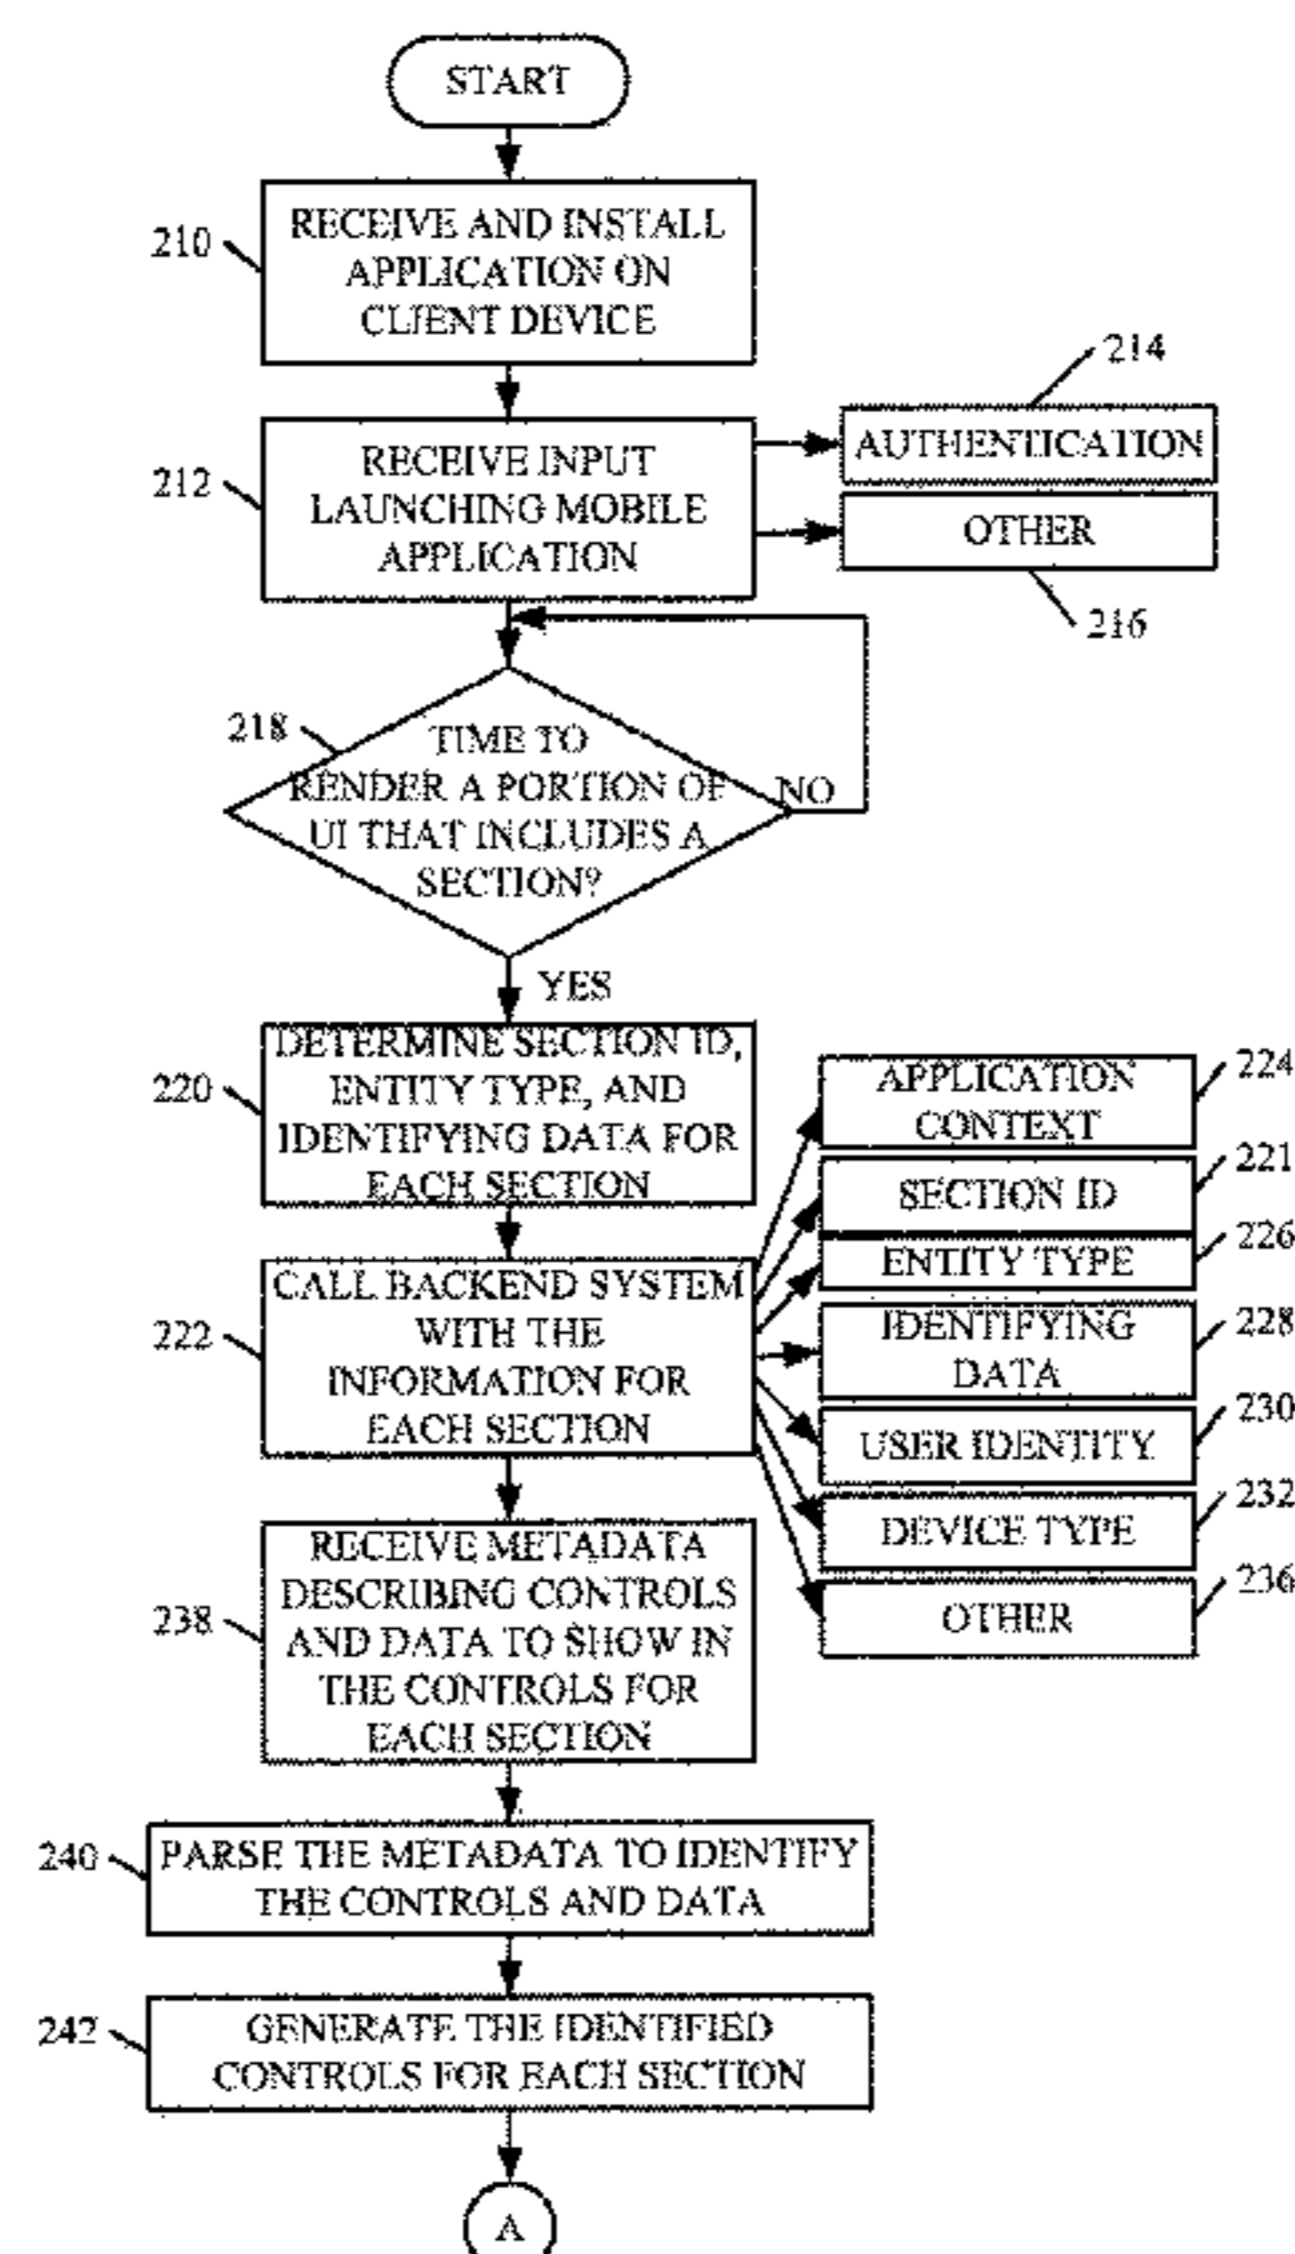 START
210
RECEIVE AND INSTALL
APPLICATION ON
CLIENT DEVICE
214
AUTHENTICATION
212
RECEIVE INPUT
LAUNCHING MOBILE
APPLICATION
OTHER
216
218
TIME TO
RENDER A PORTION OF
UI THAT INCLUDES A
SECTION?
NO
YES
220
DETERMINE SECTION ID,
ENTITY TYPE, AND
IDENTIFYING DATA FOR
EACH SECTION
222
CALL BACKEND SYSTEM
WITH THE
INFORMATION FOR
EACH SECTION
APPLICATION
CONTEXT
224
SECTION ID
221
ENTITY TYPE
226
IDENTIFYING
DATA
228
USER IDENTITY
230
DEVICE TYPE
232
OTHER
236
238
RECEIVE METADATA
DESCRIBING CONTROLS
AND DATA TO SHOW IN
THE CONTROLS FOR
EACH SECTION
240
PARSE THE METADATA TO IDENTIFY
THE CONTROLS AND DATA
242
GENERATE THE IDENTIFIED
CONTROLS FOR EACH SECTION
A